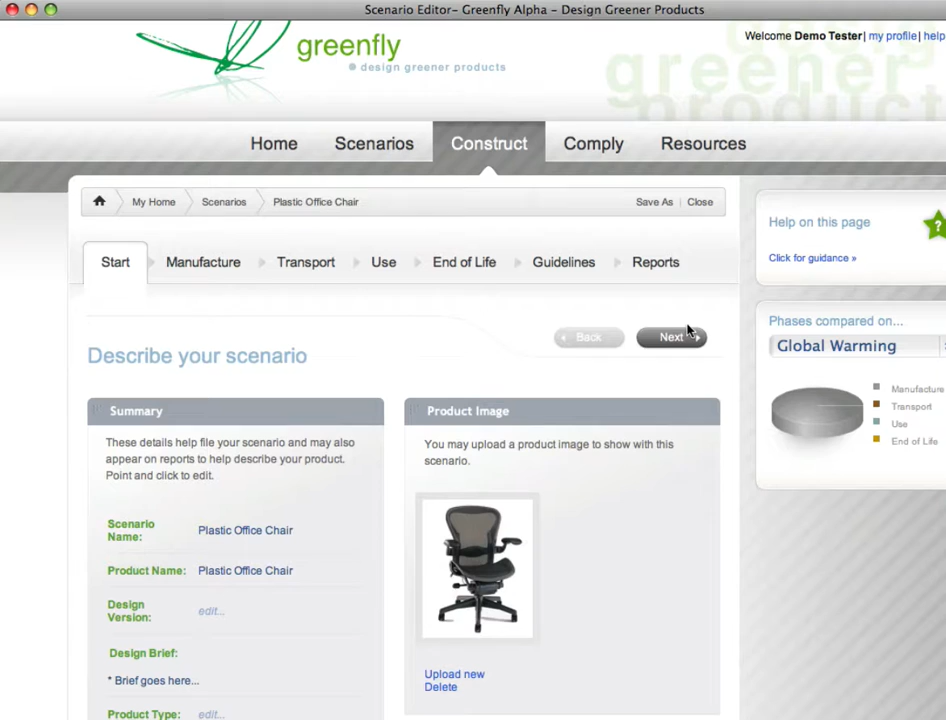 Scenario Editor- Greenfly Alpha - Design Greener Products
greenfly
design greener products
Welcome Demo Tester | my profile | help
design
greener
product
Home Scenarios Construct Comply Resources
My Home Scenarios Plastic Office Chair Save As | Close
Help on this page
?
Click for guidance »
Start Manufacture Transport Use End of Life Guidelines Reports
Back Next
Describe your scenario
Phases compared on...
Global Warming
Manufacture
Transport
Use
End of Life
Summary
These details help file your scenario and may also
appear on reports to help describe your product.
Point and click to edit.
Scenario
Name: Plastic Office Chair
Product Name: Plastic Office Chair
Design
Version: edit...
Design Brief:
* Brief goes here...
Product Type: edit...
Product Image
You may upload a product image to show with this
scenario.
Upload new
Delete